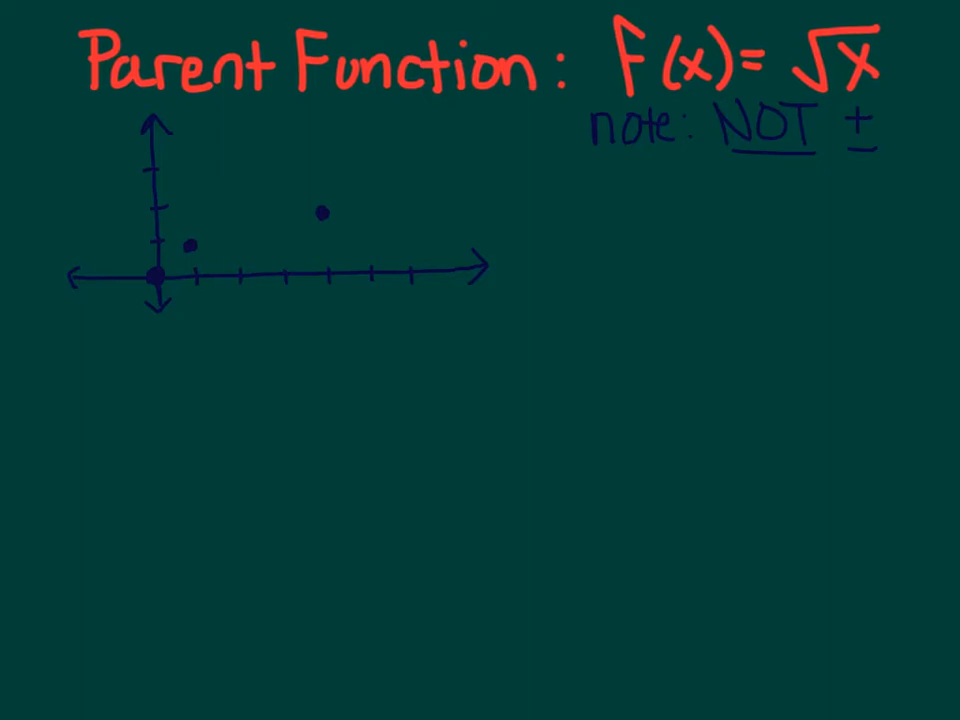 Parent Function: F(x)= √x
note: NOT ±